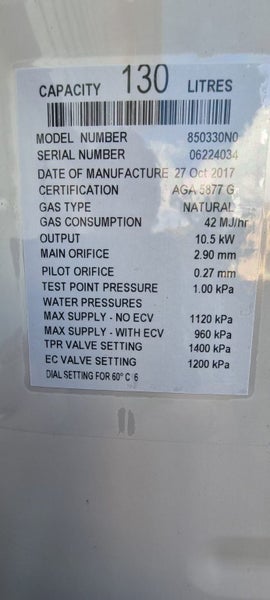 CAPACITY 130 LITRES
MODEL NUMBER 850330N0
SERIAL NUMBER 06224034
DATE OF MANUFACTURE 27 Oct 2017
CERTIFICATION AGA 5877 G
GAS TYPE NATURAL
GAS CONSUMPTION 42 MJ/hr
OUTPUT 10.5 kW
MAIN ORIFICE 2.90 mm
PILOT ORIFICE 0.27 mm
TEST POINT PRESSURE 1.00 kPa
WATER PRESSURES
MAX SUPPLY - NO ECV 1120 kPa
MAX SUPPLY - WITH ECV 960 kPa
TPR VALVE SETTING 1400 kPa
EC VALVE SETTING 1200 kPa
DIAL SETTING FOR 60° C 6